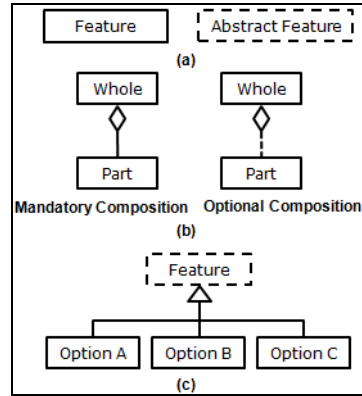 Feature Abstract Feature
(a)
Whole Whole
Part Part
Mandatory Composition Optional Composition
(b)
Feature
Option A Option B Option C
(c)